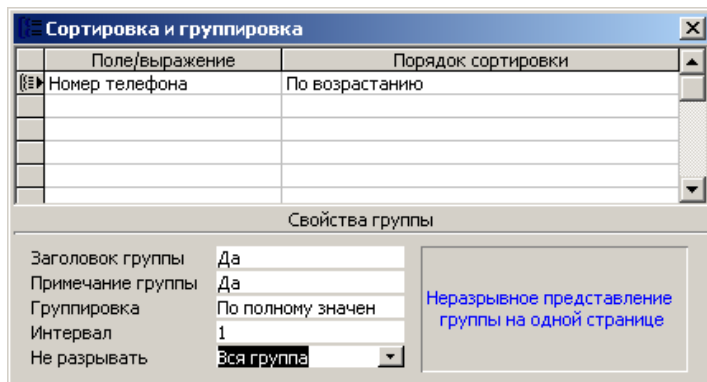 Сортировка и группировка
Поле/выражение Порядок сортировки
Номер телефона По возрастанию
Свойства группы
Заголовок группы Да
Примечание группы Да
Группировка По полному значен
Интервал 1
Не разрывать Вся группа
Неразрывное представление
группы на одной странице